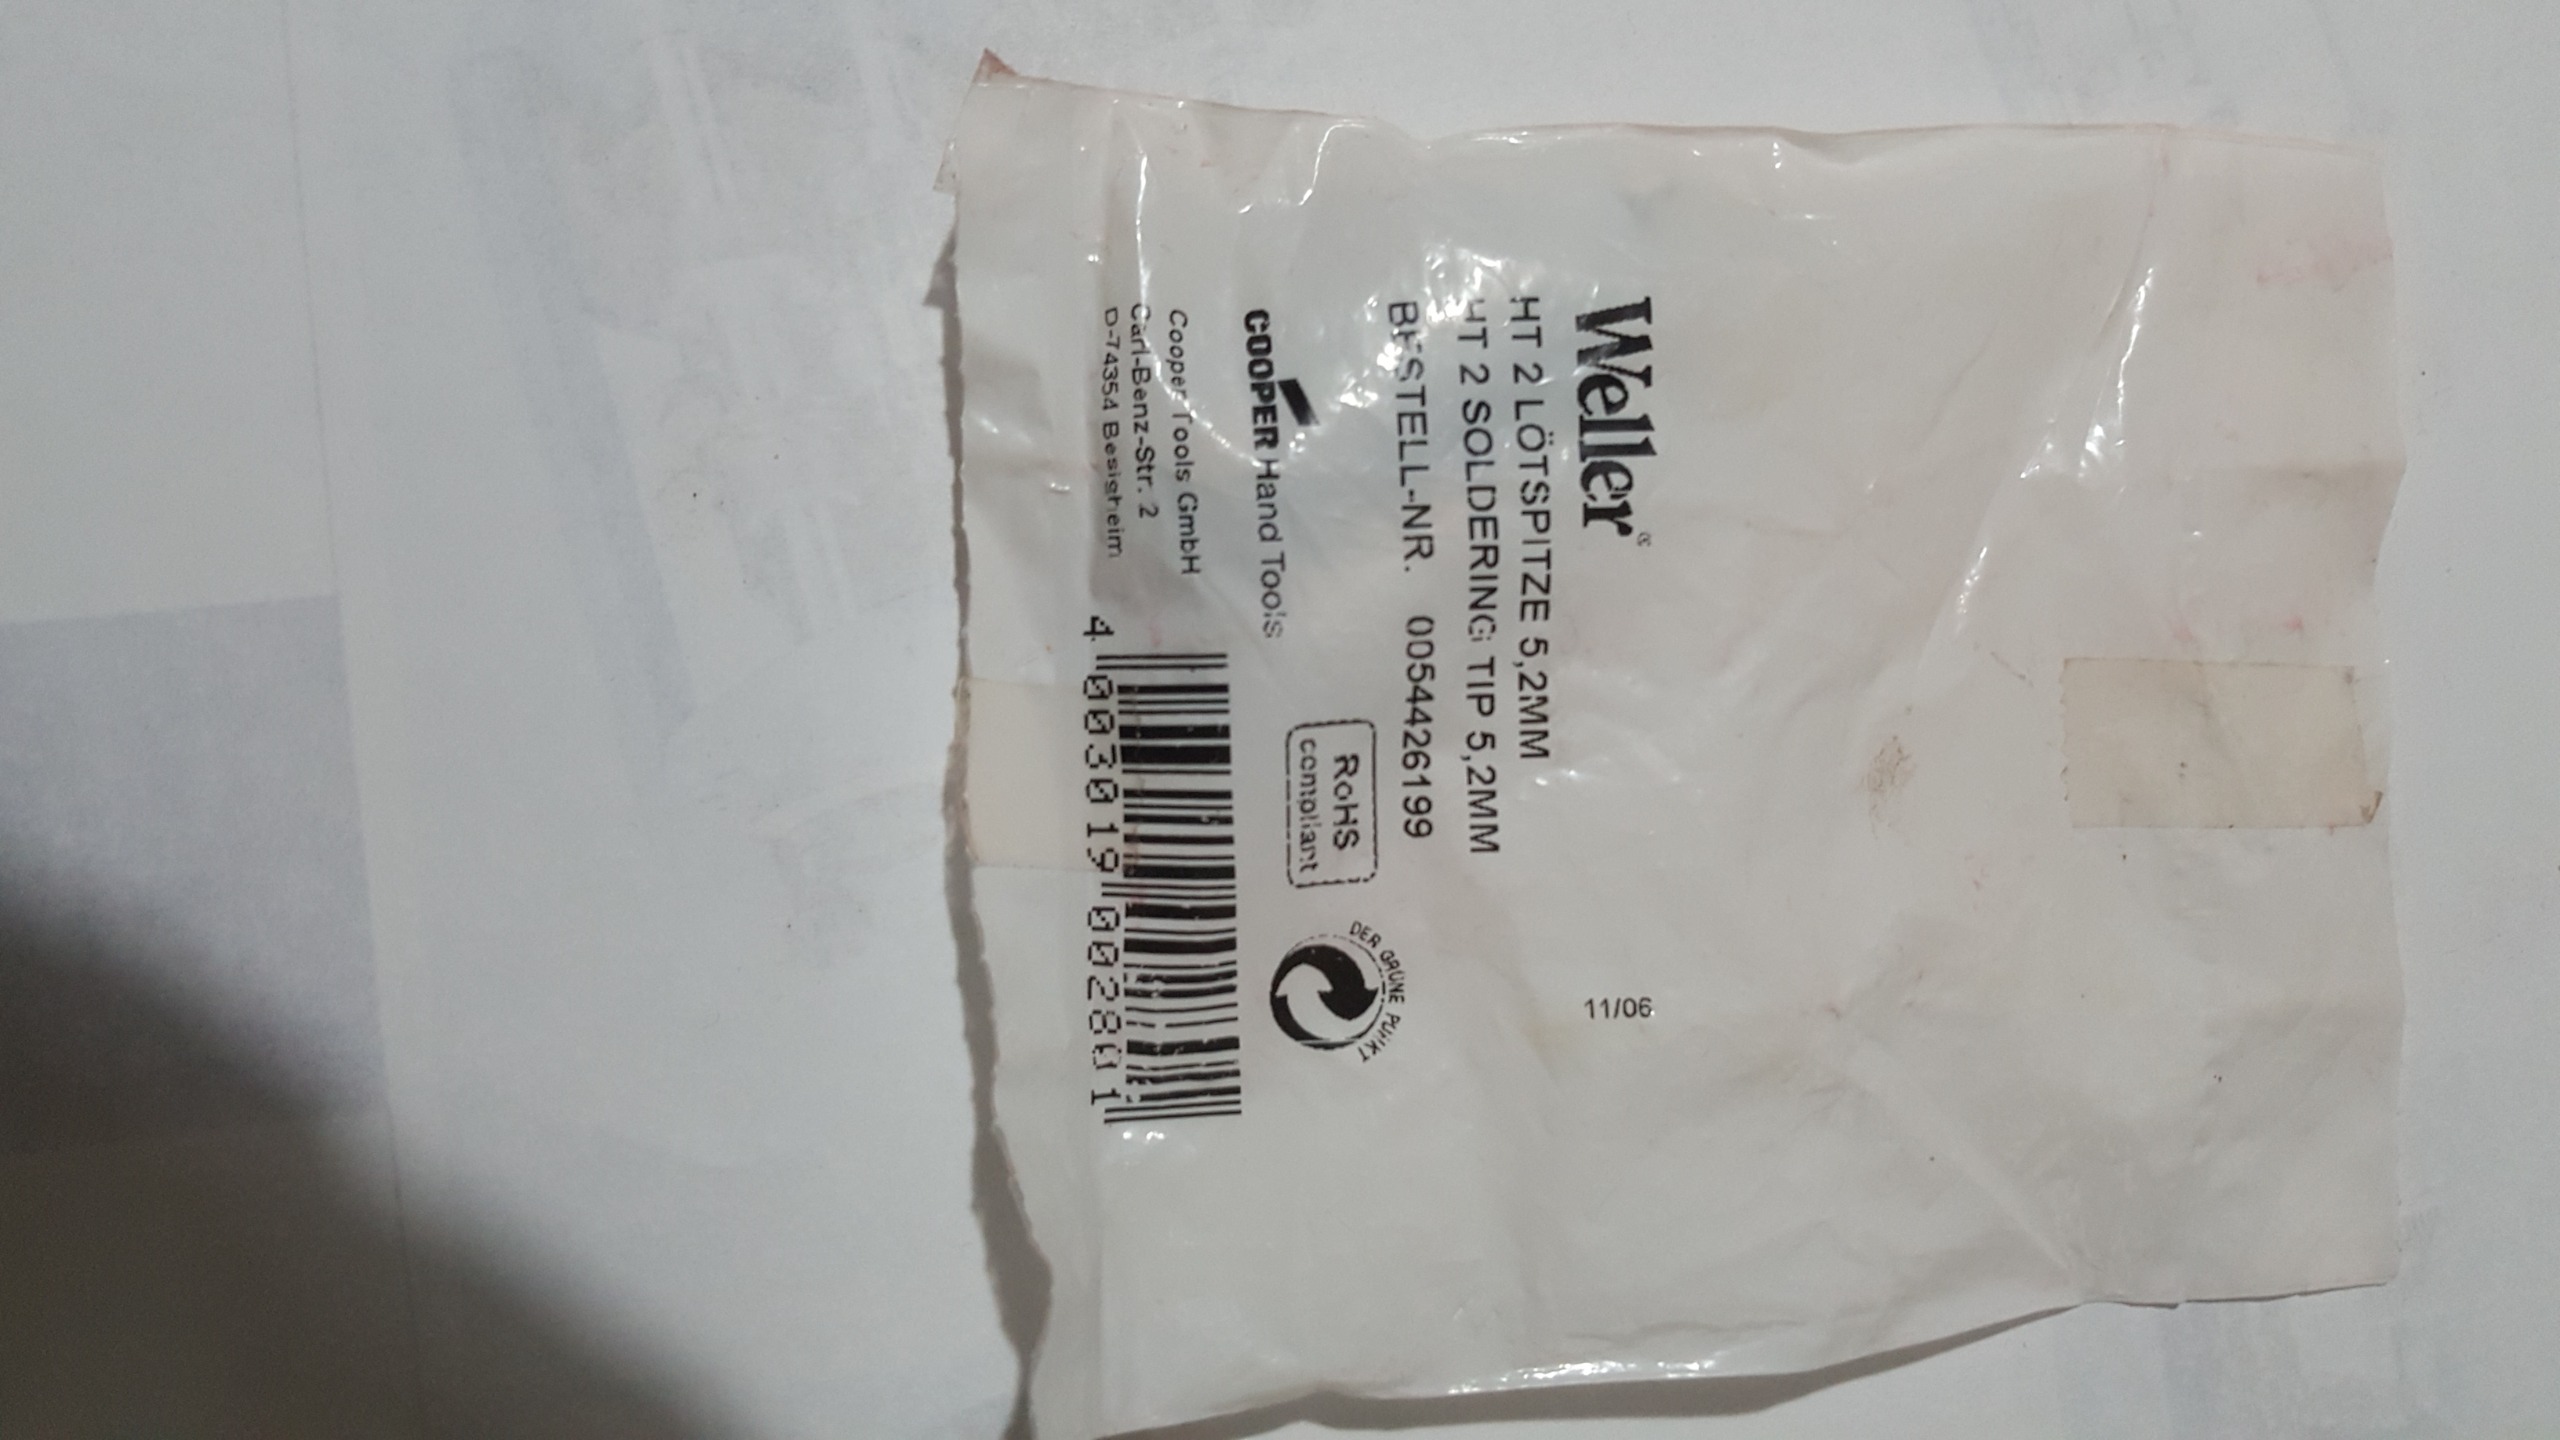 Weller®
HT 2 LÖTSPITZE 5,2MM
HT 2 SOLDERING TIP 5,2MM
BESTELL-NR. 0054426199
11/06
COOPER Hand Tools
RoHS
compliant
DER GRÜNE PUNKT
Cooper Tools GmbH
Carl-Benz-Str. 2
D-74354 Besigheim
4 003019 002801